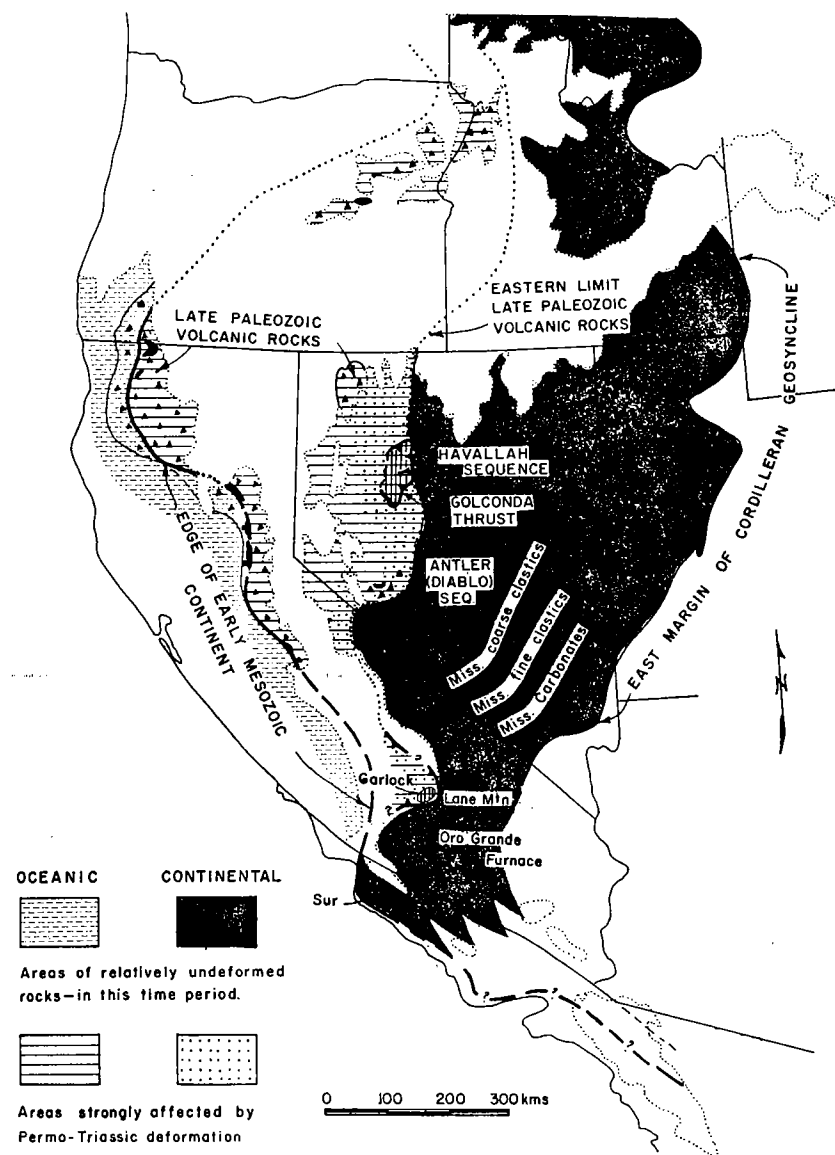 LATE PALEOZOIC
VOLCANIC ROCKS
EASTERN LIMIT
LATE PALEOZOIC
VOLCANIC ROCKS
HAVALLAH
SEQUENCE
GOLCONDA
THRUST
ANTLER
(DIABLO)
SEQ.
Miss. coarse clastics
Miss. fine clastics
Miss. Carbonates
EAST MARGIN OF CORDILLERAN
GEOSYNCLINE
EDGE OF EARLY MESOZOIC
CONTINENT
N
?
Garlock
Lane Mtn
?
Oro Grande
Furnace
Sur
?
?
?
OCEANIC
CONTINENTAL
Areas of relatively undeformed
rocks—in this time period.
Areas strongly affected by
Permo-Triassic deformation
0 100 200 300 kms